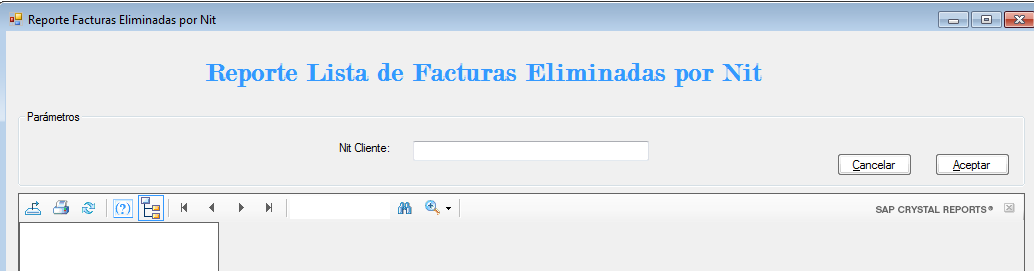 Reporte Facturas Eliminadas por Nit
Reporte Lista de Facturas Eliminadas por Nit
Parámetros
Nit Cliente:
Cancelar
Aceptar
(?)
SAP CRYSTAL REPORTS®